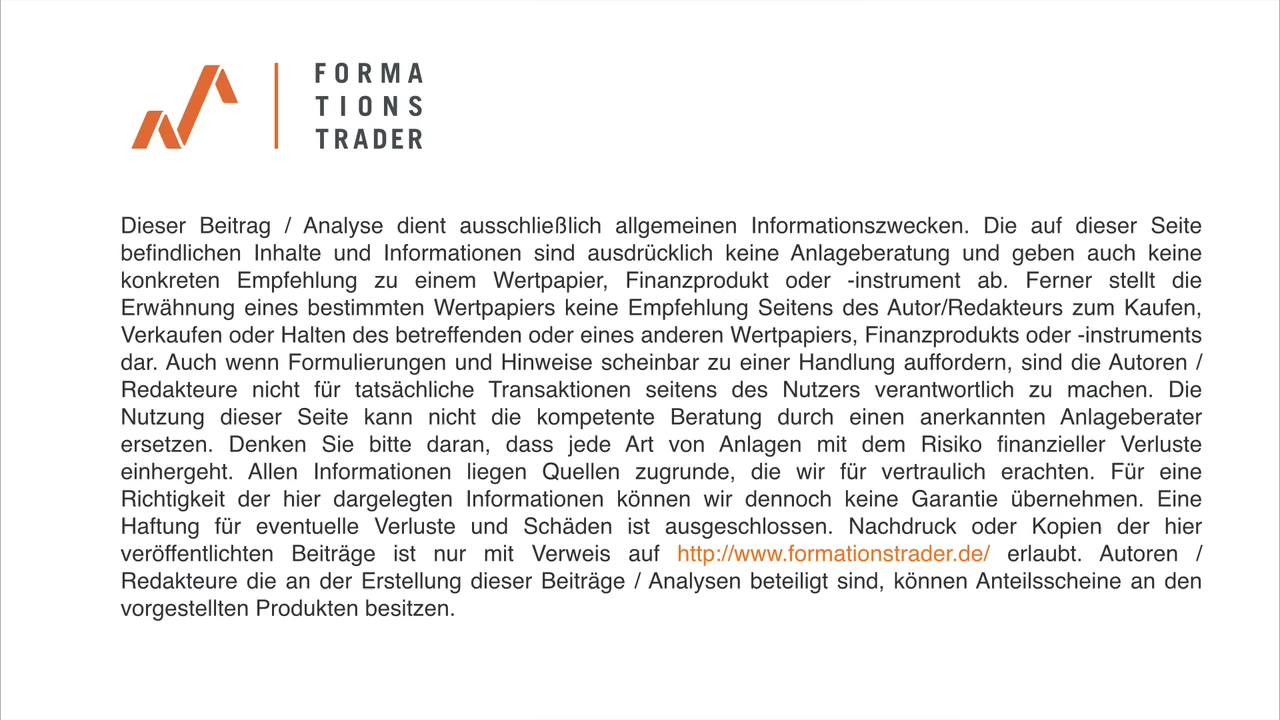 FORMA
TIONS
TRADER
Dieser Beitrag / Analyse dient ausschließlich allgemeinen Informationszwecken. Die auf dieser Seite
befindlichen Inhalte und Informationen sind ausdrücklich keine Anlageberatung und geben auch keine
konkreten Empfehlung zu einem Wertpapier, Finanzprodukt oder -instrument ab. Ferner stellt die
Erwähnung eines bestimmten Wertpapiers keine Empfehlung Seitens des Autor/Redakteurs zum Kaufen,
Verkaufen oder Halten des betreffenden oder eines anderen Wertpapiers, Finanzprodukts oder -instruments
dar. Auch wenn Formulierungen und Hinweise scheinbar zu einer Handlung auffordern, sind die Autoren /
Redakteure nicht für tatsächliche Transaktionen seitens des Nutzers verantwortlich zu machen. Die
Nutzung dieser Seite kann nicht die kompetente Beratung durch einen anerkannten Anlageberater
ersetzen. Denken Sie bitte daran, dass jede Art von Anlagen mit dem Risiko finanzieller Verluste
einhergeht. Allen Informationen liegen Quellen zugrunde, die wir für vertraulich erachten. Für eine
Richtigkeit der hier dargelegten Informationen können wir dennoch keine Garantie übernehmen. Eine
Haftung für eventuelle Verluste und Schäden ist ausgeschlossen. Nachdruck oder Kopien der hier
veröffentlichten Beiträge ist nur mit Verweis auf http://www.formationstrader.de/ erlaubt. Autoren /
Redakteure die an der Erstellung dieser Beiträge / Analysen beteiligt sind, können Anteilsscheine an den
vorgestellten Produkten besitzen.